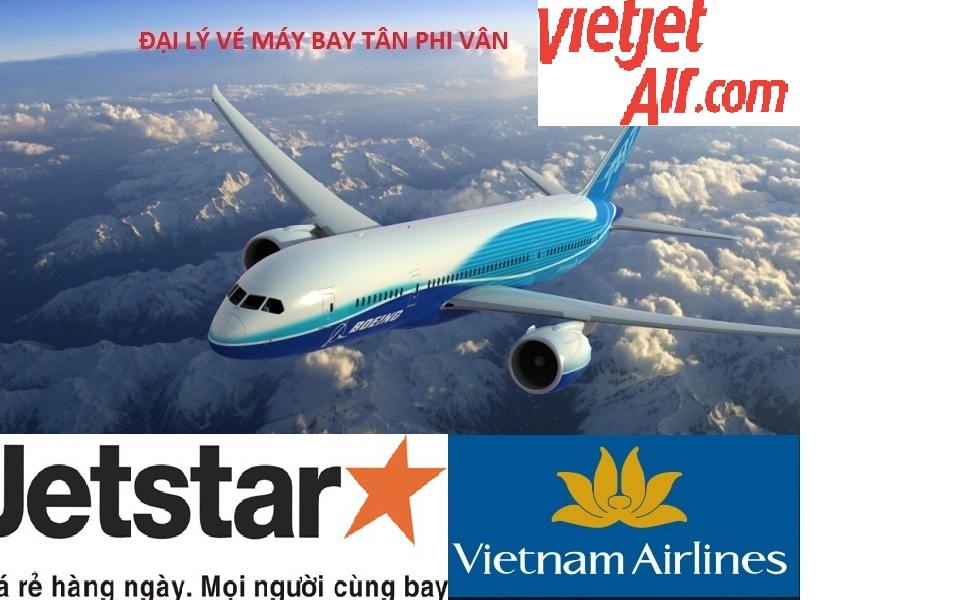 ĐẠI LÝ VÉ MÁY BAY TÂN PHI VÂN
vietjet
Air.com
BOEING
Jetstar
á rẻ hàng ngày. Mọi người cùng bay
Vietnam Airlines